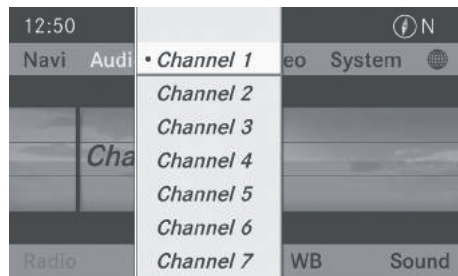 12:50 N
Navi Audi eo System
• Channel 1
Channel 2
Channel 3
Cha Channel 4
Channel 5
Channel 6
Radio Channel 7 WB Sound